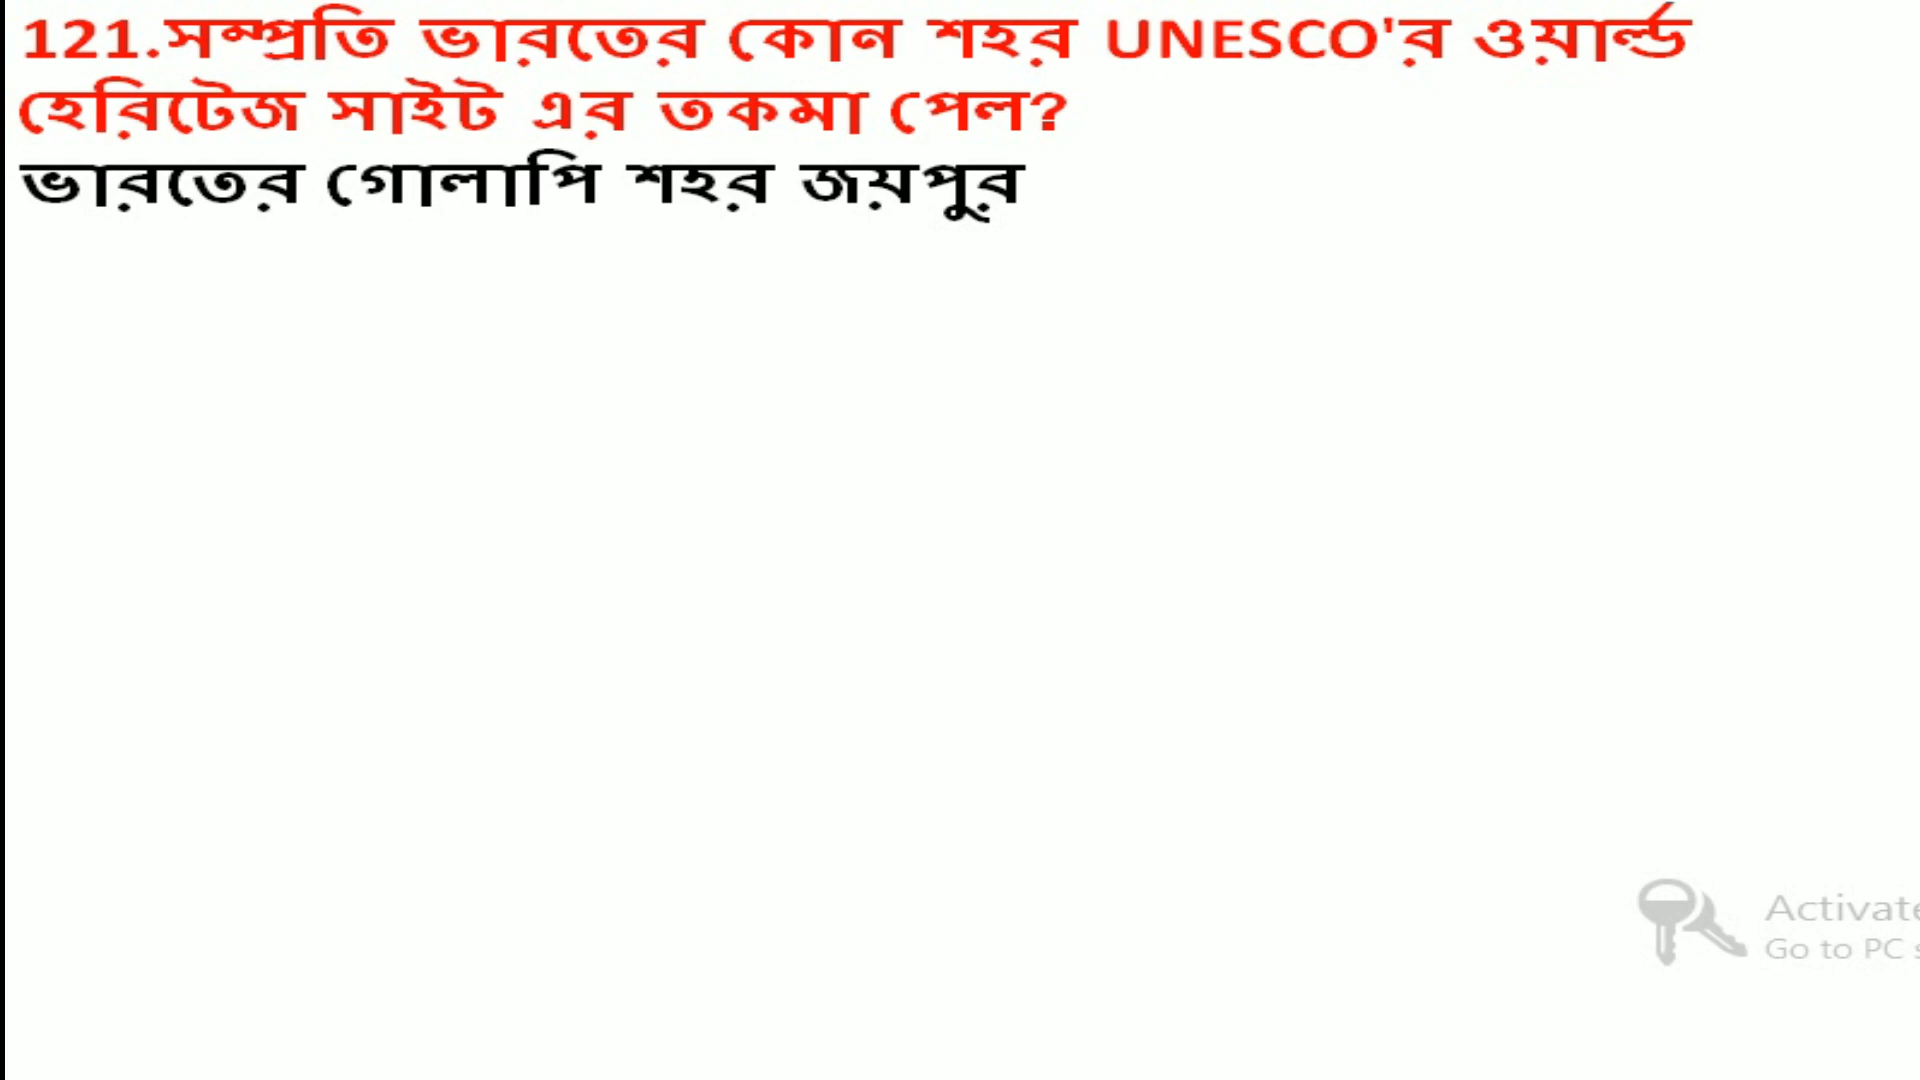 121.সম্প্রতি ভারতের কোন শহর UNESCO'র ওয়ার্ল্ড
হেরিটেজ সাইট এর তকমা পেল?
ভারতের গোলাপি শহর জয়পুর
Activate
Go to PC s